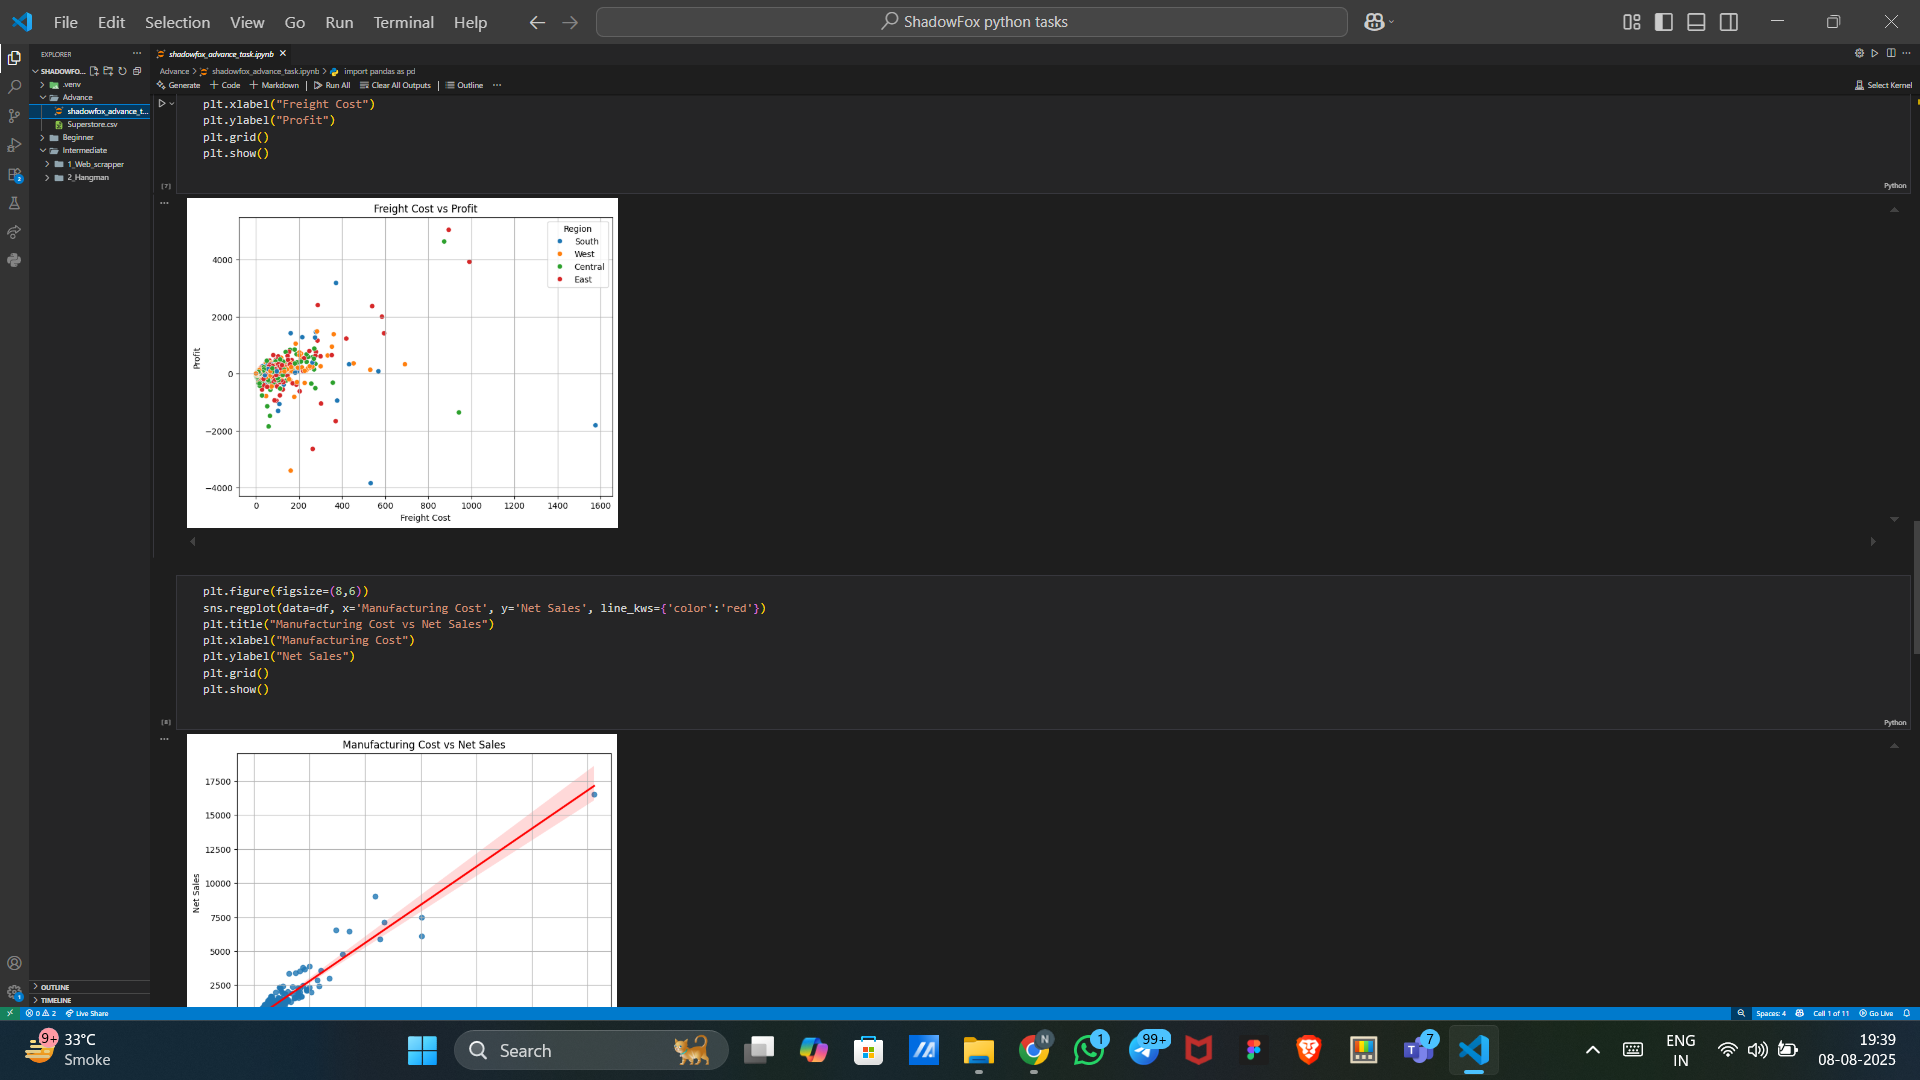 File Edit Selection View Go Run Terminal Help
ShadowFox python tasks
EXPLORER
SHADOWFO...
.venv
Advance
shadowfox_advance_t...
Superstore.csv
Beginner
Intermediate
1_Web_scrapper
2_Hangman
OUTLINE
TIMELINE
shadowfox_advance_task.ipynb
Advance > shadowfox_advance_task.ipynb > import pandas as pd
Generate + Code + Markdown | Run All Clear All Outputs | Outline ...
Select Kernel
plt.xlabel("Freight Cost")
plt.ylabel("Profit")
plt.grid()
plt.show()
[7]
Python
Freight Cost vs Profit
Region
South
West
Central
East
4000
2000
0
−2000
−4000
Profit
0 200 400 600 800 1000 1200 1400 1600
Freight Cost
plt.figure(figsize=(8,6))
sns.regplot(data=df, x='Manufacturing Cost', y='Net Sales', line_kws={'color':'red'})
plt.title("Manufacturing Cost vs Net Sales")
plt.xlabel("Manufacturing Cost")
plt.ylabel("Net Sales")
plt.grid()
plt.show()
[8]
Python
Manufacturing Cost vs Net Sales
17500
15000
12500
10000
7500
5000
2500
Net Sales
0 2 Live Share
Spaces: 4 Cell 1 of 11 Go Live
9+
33°C
Smoke
Search
N
1
99+
7
ENG
IN
19:39
08-08-2025